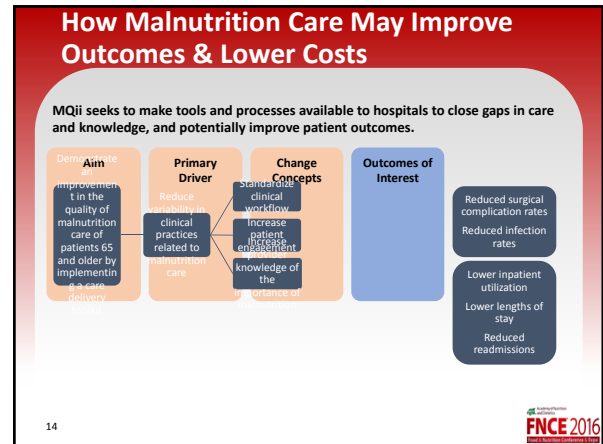 How Malnutrition Care May Improve
Outcomes & Lower Costs
MQii seeks to make tools and processes available to hospitals to close gaps in care
and knowledge, and potentially improve patient outcomes.
Aim
Demonstrate
an
improvemen
t in the
quality of
malnutrition
care of
patients 65
and older by
implementin
g a care
delivery
Primary
Driver
Reduce
variability in
clinical
practices
related to
malnutrition
care
Change
Concepts
Standardize
clinical
workflow
Increase
patient
engagement
Increase
provider
knowledge of
the
importance of
Outcomes of
Interest
Reduced surgical
complication rates
Reduced infection
rates
Lower inpatient
utilization
Lower lengths of
stay
Reduced
readmissions
14
FNCE 2016
Food & Nutrition Conference & Expo